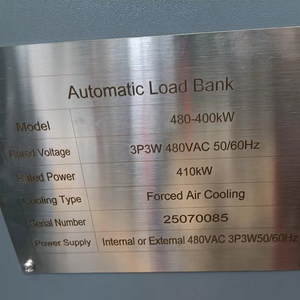 Automatic Load Bank
Model 480-400kW
Rated Voltage 3P3W 480VAC 50/60Hz
Rated Power 410kW
Cooling Type Forced Air Cooling
Serial Number 25070085
Power Supply Internal or External 480VAC 3P3W50/60Hz